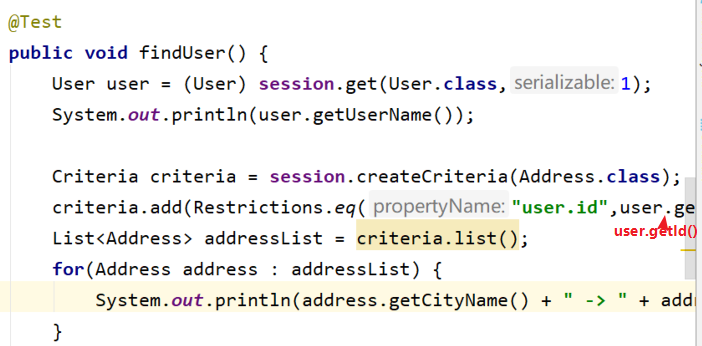 @Test
public void findUser() {
User user = (User) session.get(User.class, serializable: 1);
System.out.println(user.getUserName());
Criteria criteria = session.createCriteria(Address.class);
criteria.add(Restrictions.eq( propertyName: "user.id",user.ge
user.getId()
List<Address> addressList = criteria.list();
for(Address address : addressList) {
System.out.println(address.getCityName() + " -> " + addr
}